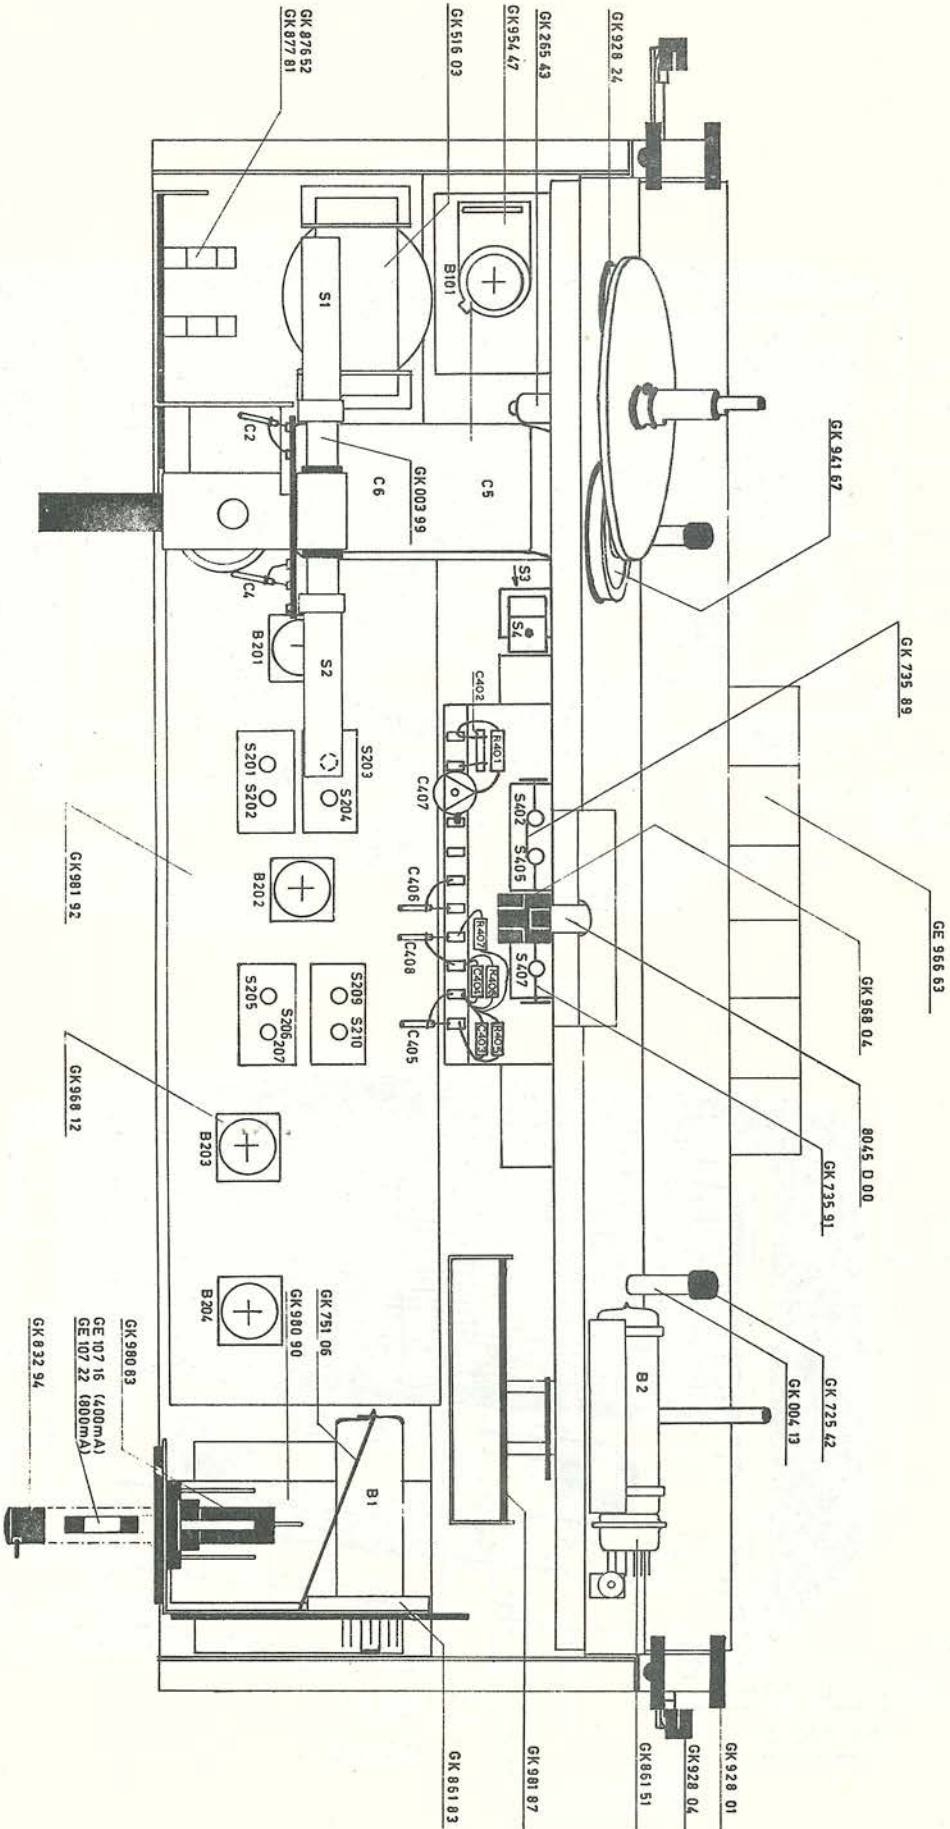 GK 876 52
GK 877 81
GK 516 03
GK 954 47
GK 265 43
GK 928 24
GK 941 67
GK 735 89
GE 966 63
GK 968 04
8045 D 00
GK 735 91
GK 725 42
GK 004 13
GK 928 01
GK 928 04
GK 861 51
GK 981 87
GK 861 83
B101
S1
C2
C6
C5
GK 003 99
C4
S3
S4
B201
S2
C402
R401
S203
S204
S201
S202
C407
S402
S405
B202
C406
R407
S407
C408
C404
R406
C403
R405
C405
S209
S210
S205
S206
207
B203
B204
B2
B1
GK 751 06
GK 980 90
GK 981 92
GK 968 12
GK 980 83
GE 107 16 (400mA)
GE 107 22 (800mA)
GK 832 94